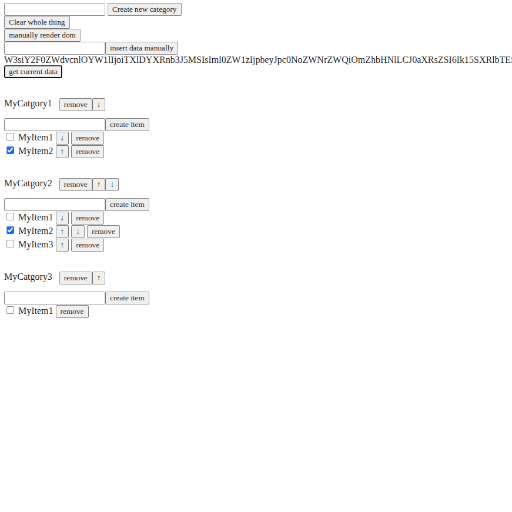 Create new category
Clear whole thing
manually render dom
insert data manually
W3siY2F0ZWdvcnlOYW1lIjoiTXlDYXRnb3J5MSIsIml0ZW1zIjpbeyJpc0NoZWNrZWQiOmZhbHNlLCJ0aXRsZSI6Ik15SXRlbTE
get current data
MyCatgory1 remove ↓
create item
MyItem1 ↓ remove
MyItem2 ↑ remove
MyCatgory2 remove ↑ ↓
create item
MyItem1 ↓ remove
MyItem2 ↑ ↓ remove
MyItem3 ↑ remove
MyCatgory3 remove ↑
create item
MyItem1 remove